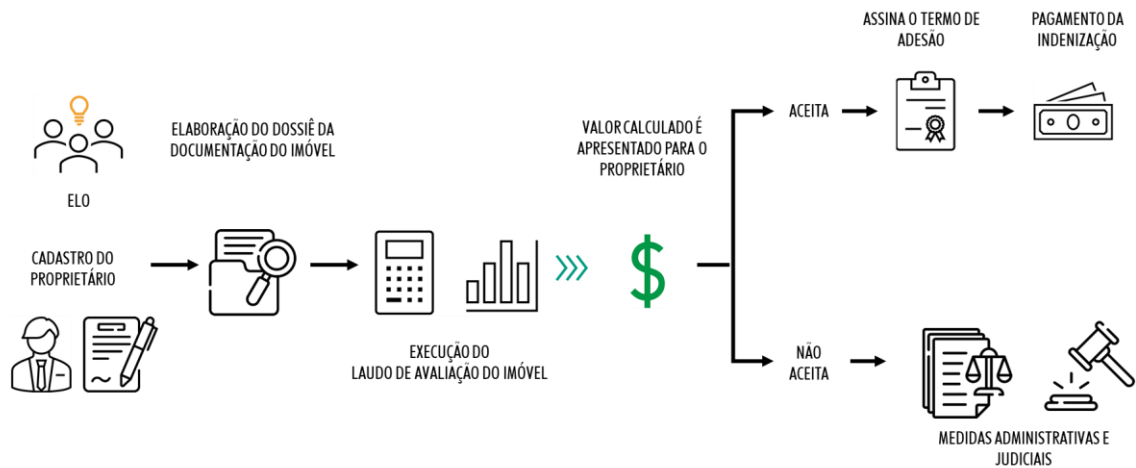 ELO
CADASTRO DO
PROPRIETÁRIO
ELABORAÇÃO DO DOSSIÊ DA
DOCUMENTAÇÃO DO IMÓVEL
EXECUÇÃO DO
LAUDO DE AVALIAÇÃO DO IMÓVEL
VALOR CALCULADO É
APRESENTADO PARA O
PROPRIETÁRIO
$
ACEITA
ASSINA O TERMO DE
ADESÃO
PAGAMENTO DA
INDENIZAÇÃO
NÃO
ACEITA
MEDIDAS ADMINISTRATIVAS E
JUDICIAIS